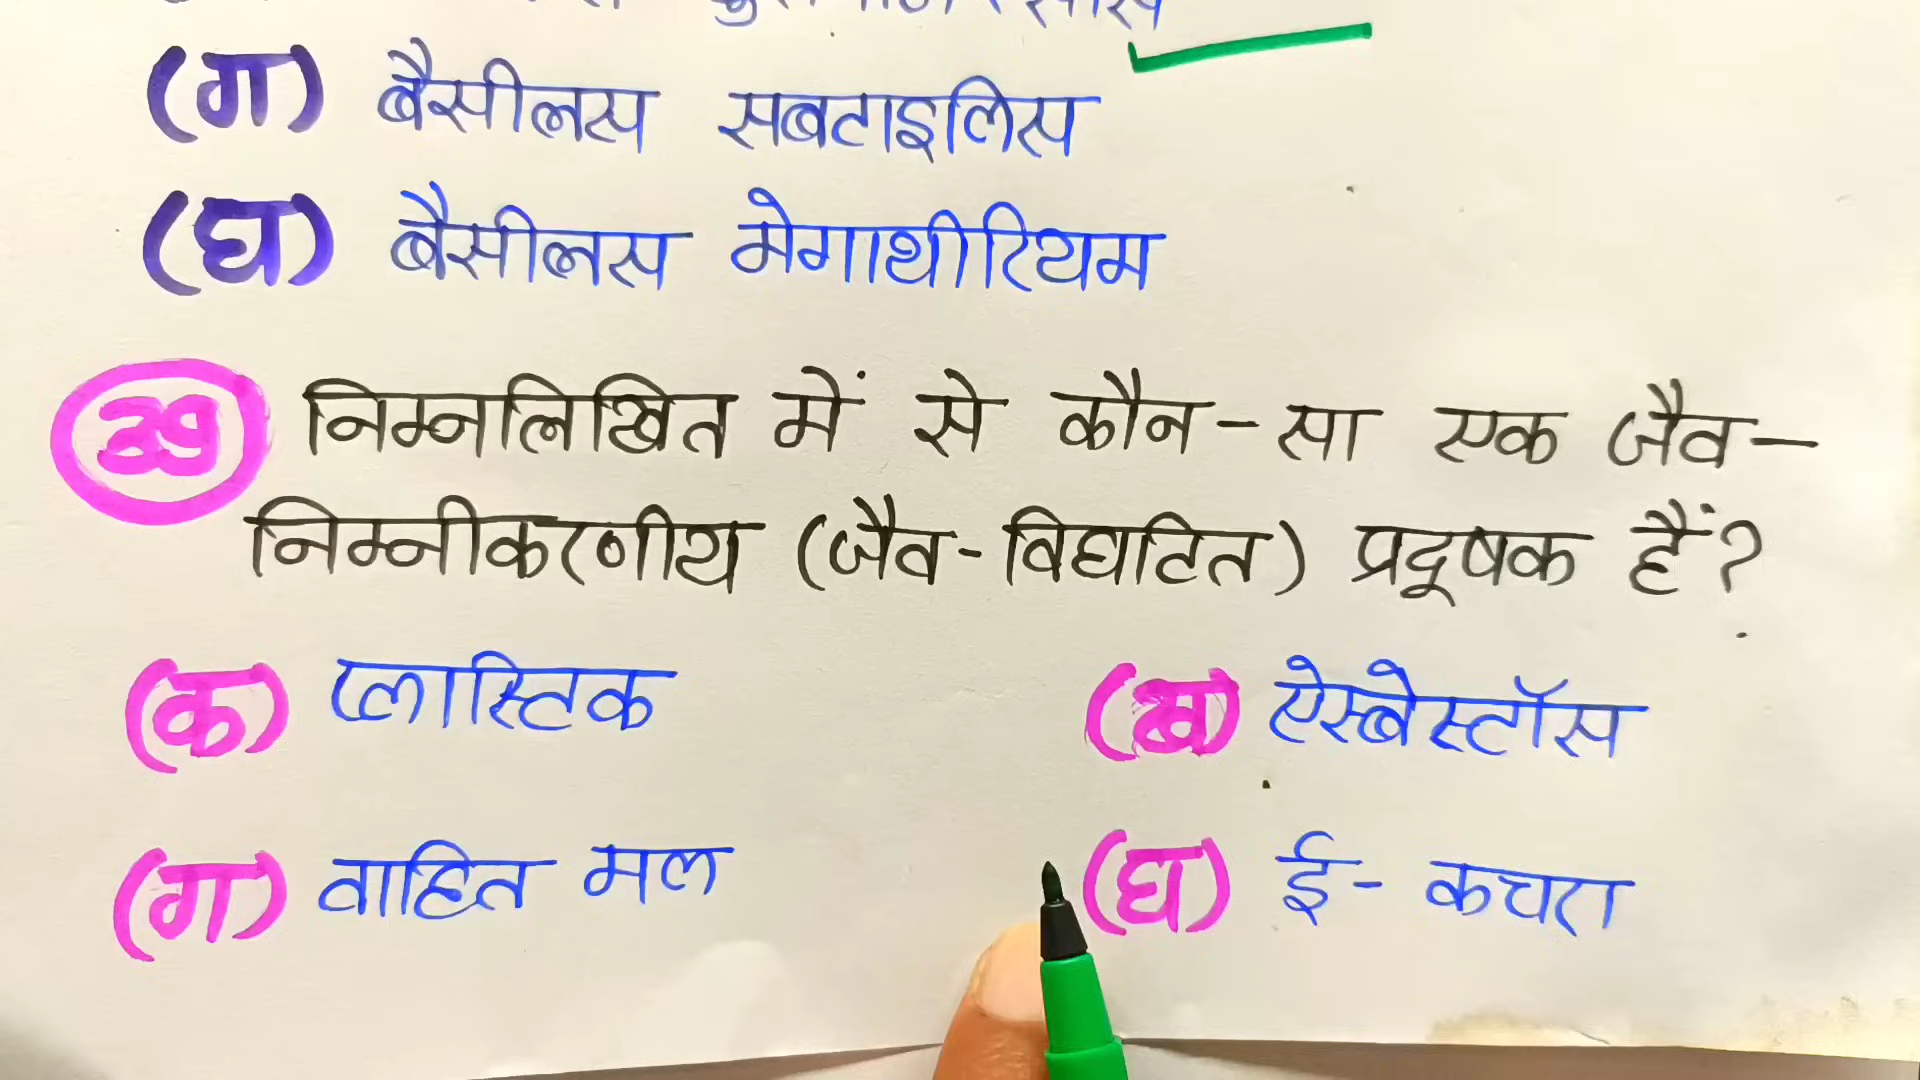 (ग) बैसीलस सबटाइलिस
(घ) बैसीलस मेगाथीरियम
29 निम्नलिखित में से कौन-सा एक जैव-
निम्नीकरणीय (जैव-विघटित) प्रदूषक हैं?
(क) प्लास्टिक (ख) ऐस्बेस्टॉस
(ग) वाहित मल (घ) ई- कचरा